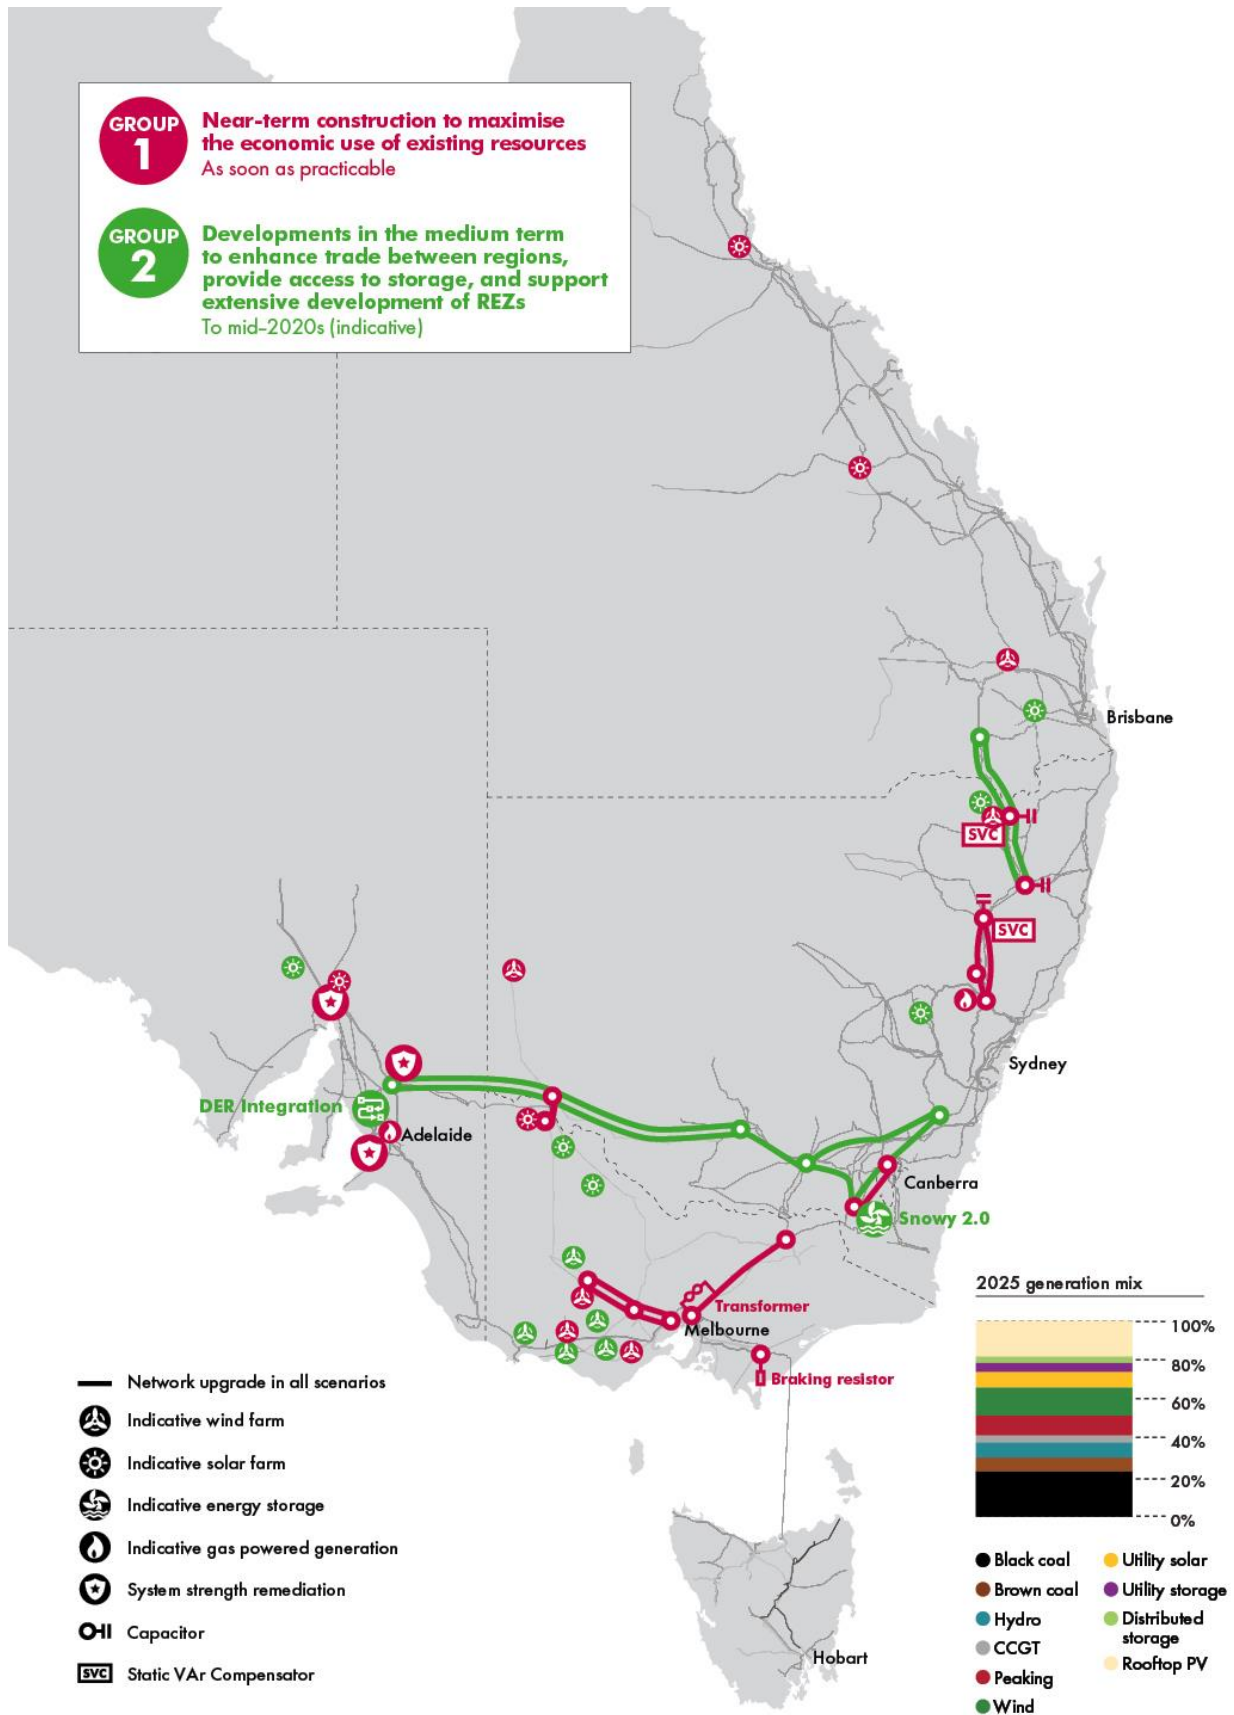 GROUP
1
Near-term construction to maximise
the economic use of existing resources
As soon as practicable
GROUP
2
Developments in the medium term
to enhance trade between regions,
provide access to storage, and support
extensive development of REZs
To mid-2020s (indicative)
Brisbane
SVC
SVC
Sydney
DER Integration
Adelaide
Canberra
Snowy 2.0
Transformer
Melbourne
Braking resistor
Hobart
Network upgrade in all scenarios
Indicative wind farm
Indicative solar farm
Indicative energy storage
Indicative gas powered generation
System strength remediation
Capacitor
SVC
Static VAr Compensator
2025 generation mix
100%
80%
60%
40%
20%
0%
Black coal
Brown coal
Hydro
CCGT
Peaking
Wind
Utility solar
Utility storage
Distributed
storage
Rooftop PV